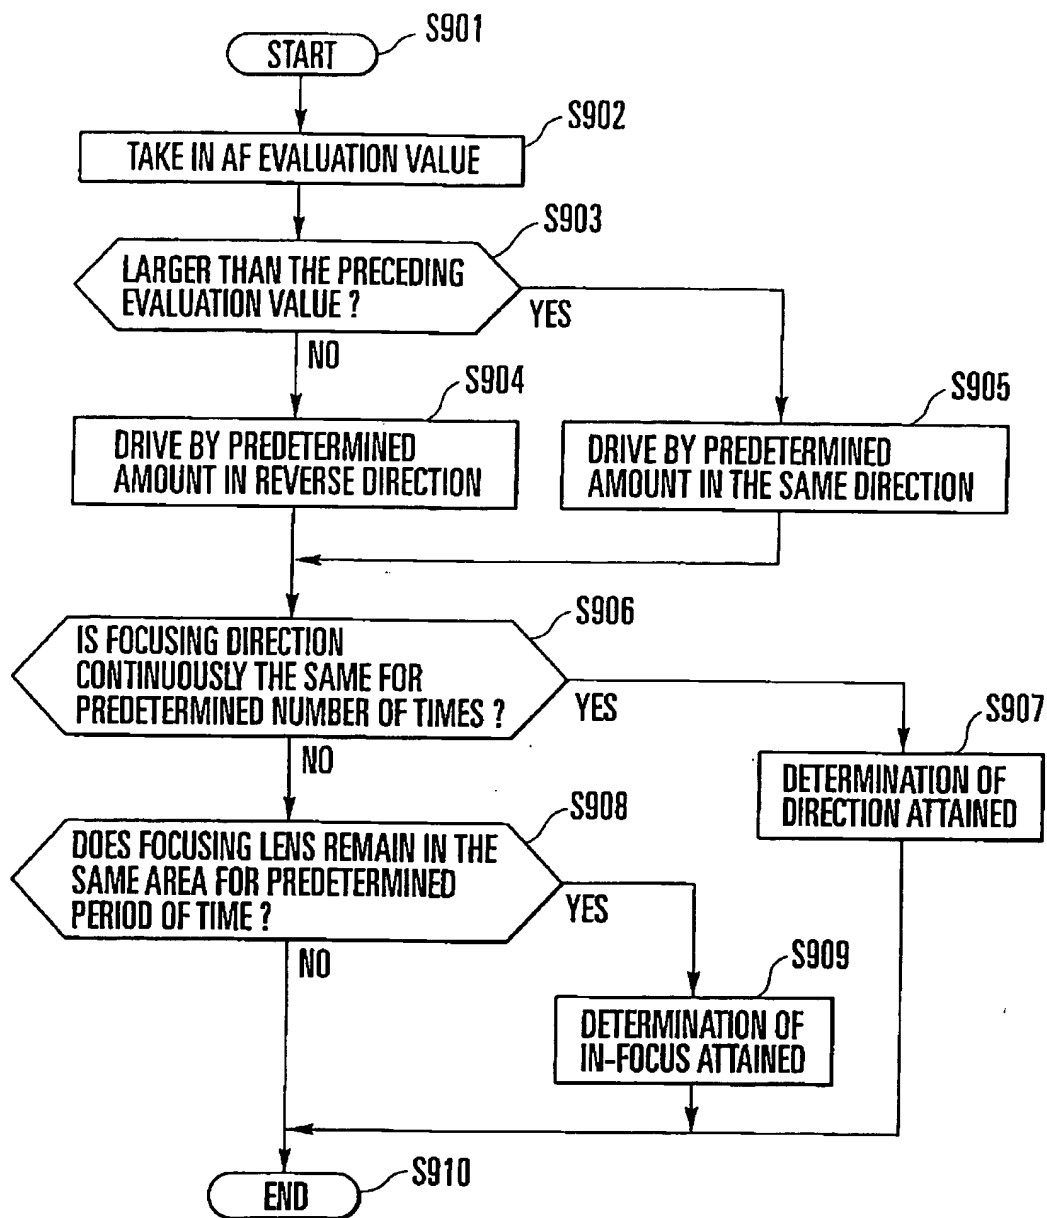 S901
START
S902
TAKE IN AF EVALUATION VALUE
S903
LARGER THAN THE PRECEDING
EVALUATION VALUE ?
YES
NO
S904
DRIVE BY PREDETERMINED
AMOUNT IN REVERSE DIRECTION
S905
DRIVE BY PREDETERMINED
AMOUNT IN THE SAME DIRECTION
S906
IS FOCUSING DIRECTION
CONTINUOUSLY THE SAME FOR
PREDETERMINED NUMBER OF TIMES ?
YES
NO
S907
DETERMINATION OF
DIRECTION ATTAINED
S908
DOES FOCUSING LENS REMAIN IN THE
SAME AREA FOR PREDETERMINED
PERIOD OF TIME ?
YES
NO
S909
DETERMINATION OF
IN-FOCUS ATTAINED
S910
END